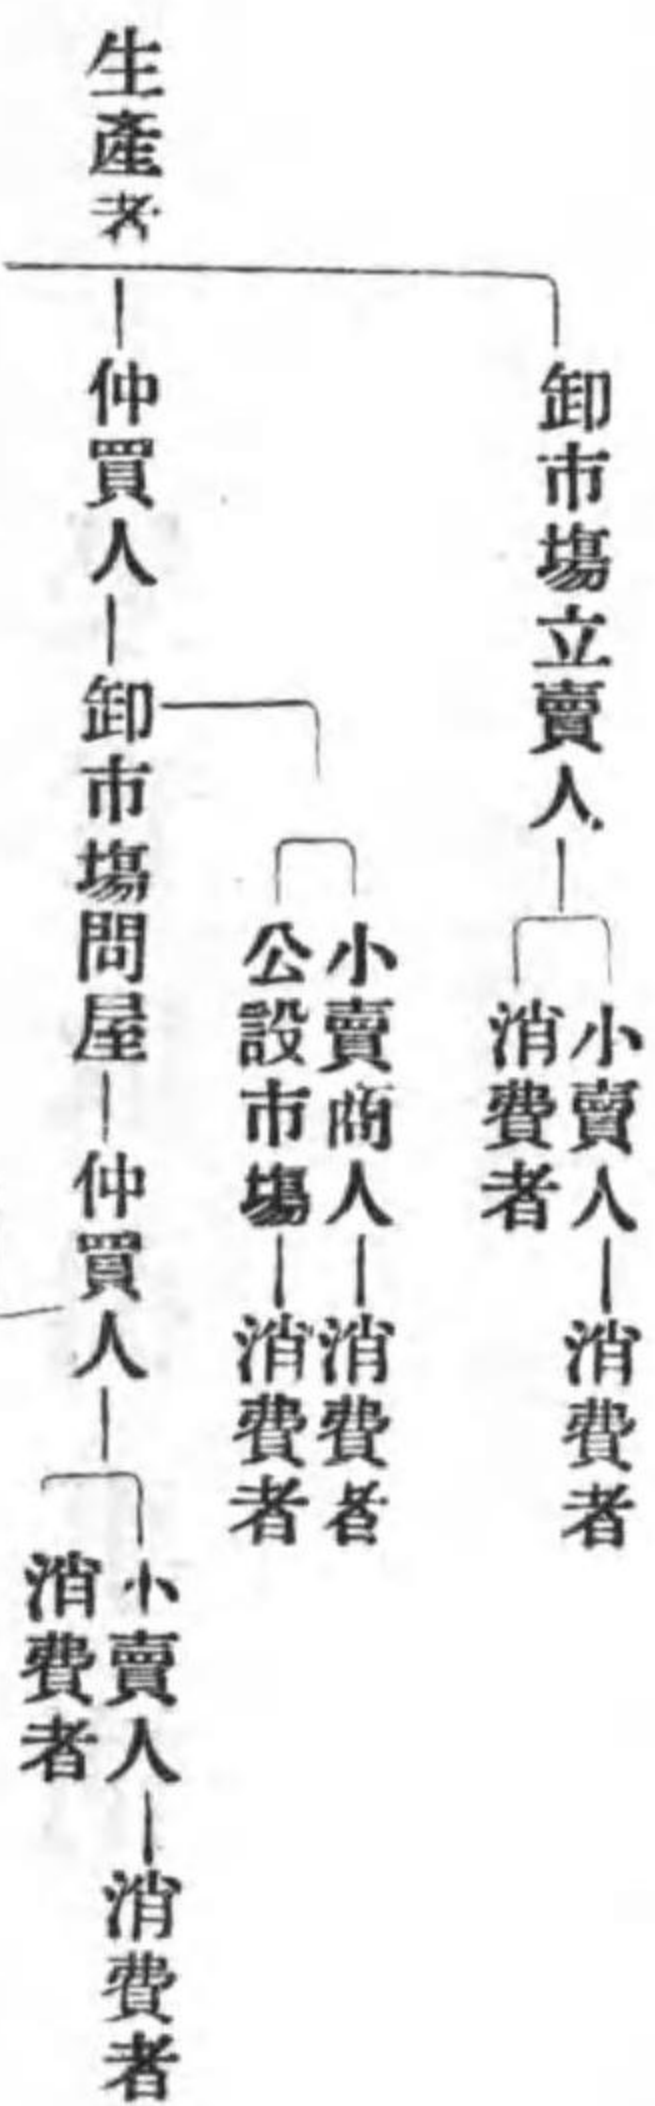 卸市場立賣人
小賣人
消費者
消費者
小賣商人
消費者
公設市場
消費者
生產者
仲買人
卸市場問屋
仲買人
小賣人
消費者
消費者